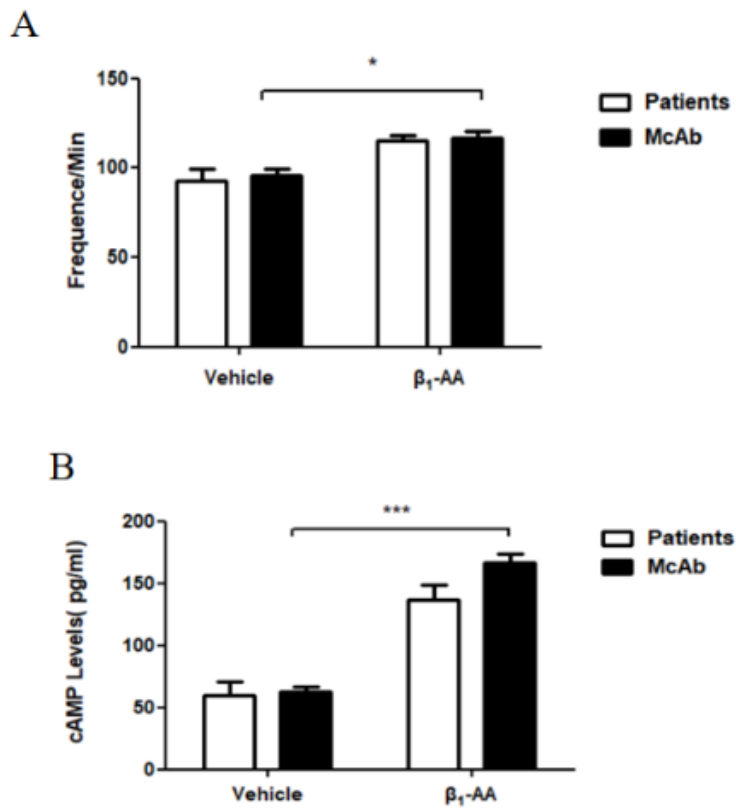 A
*
150
100
50
0
Frequence/Min
Vehicle
β₁-AA
Patients
McAb
B
***
200
150
100
50
0
cAMP Levels( pg/ml)
Vehicle
β₁-AA
Patients
McAb